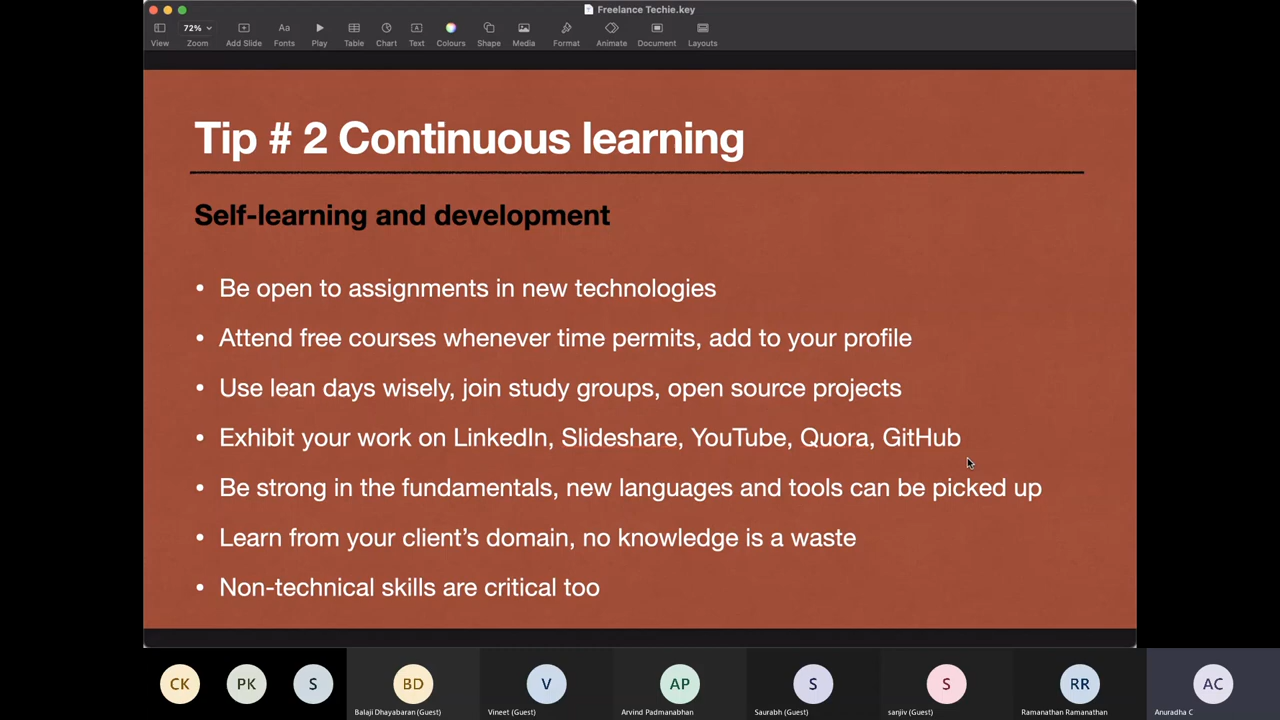 Freelance Techie.key
72%
View
Zoom
Add Slide
Fonts
Play
Table
Chart
Text
Colours
Shape
Media
Format
Animate
Document
Layouts
Tip # 2 Continuous learning
Self-learning and development
• Be open to assignments in new technologies
• Attend free courses whenever time permits, add to your profile
• Use lean days wisely, join study groups, open source projects
• Exhibit your work on LinkedIn, Slideshare, YouTube, Quora, GitHub
• Be strong in the fundamentals, new languages and tools can be picked up
• Learn from your client’s domain, no knowledge is a waste
• Non-technical skills are critical too
CK
PK
S
BD
V
AP
S
S
RR
AC
Balaji Dhayabaran (Guest)
Vineet (Guest)
Arvind Padmanabhan
Saurabh (Guest)
sanjiv (Guest)
Ramanathan Ramanathan
Anuradha C